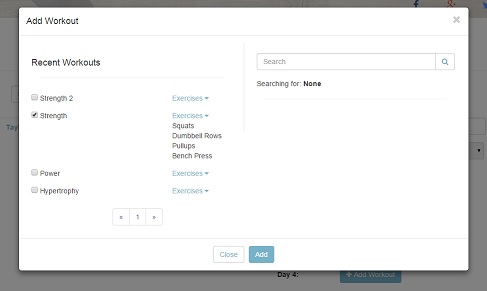 Add Workout
×
Recent Workouts
Strength 2 Exercises
Strength Exercises
Squats
Dumbbell Rows
Pullups
Bench Press
Power Exercises
Hypertrophy Exercises
« 1 »
Search
Searching for: None
Close Add
Tayl
Day 4: + Add Workout